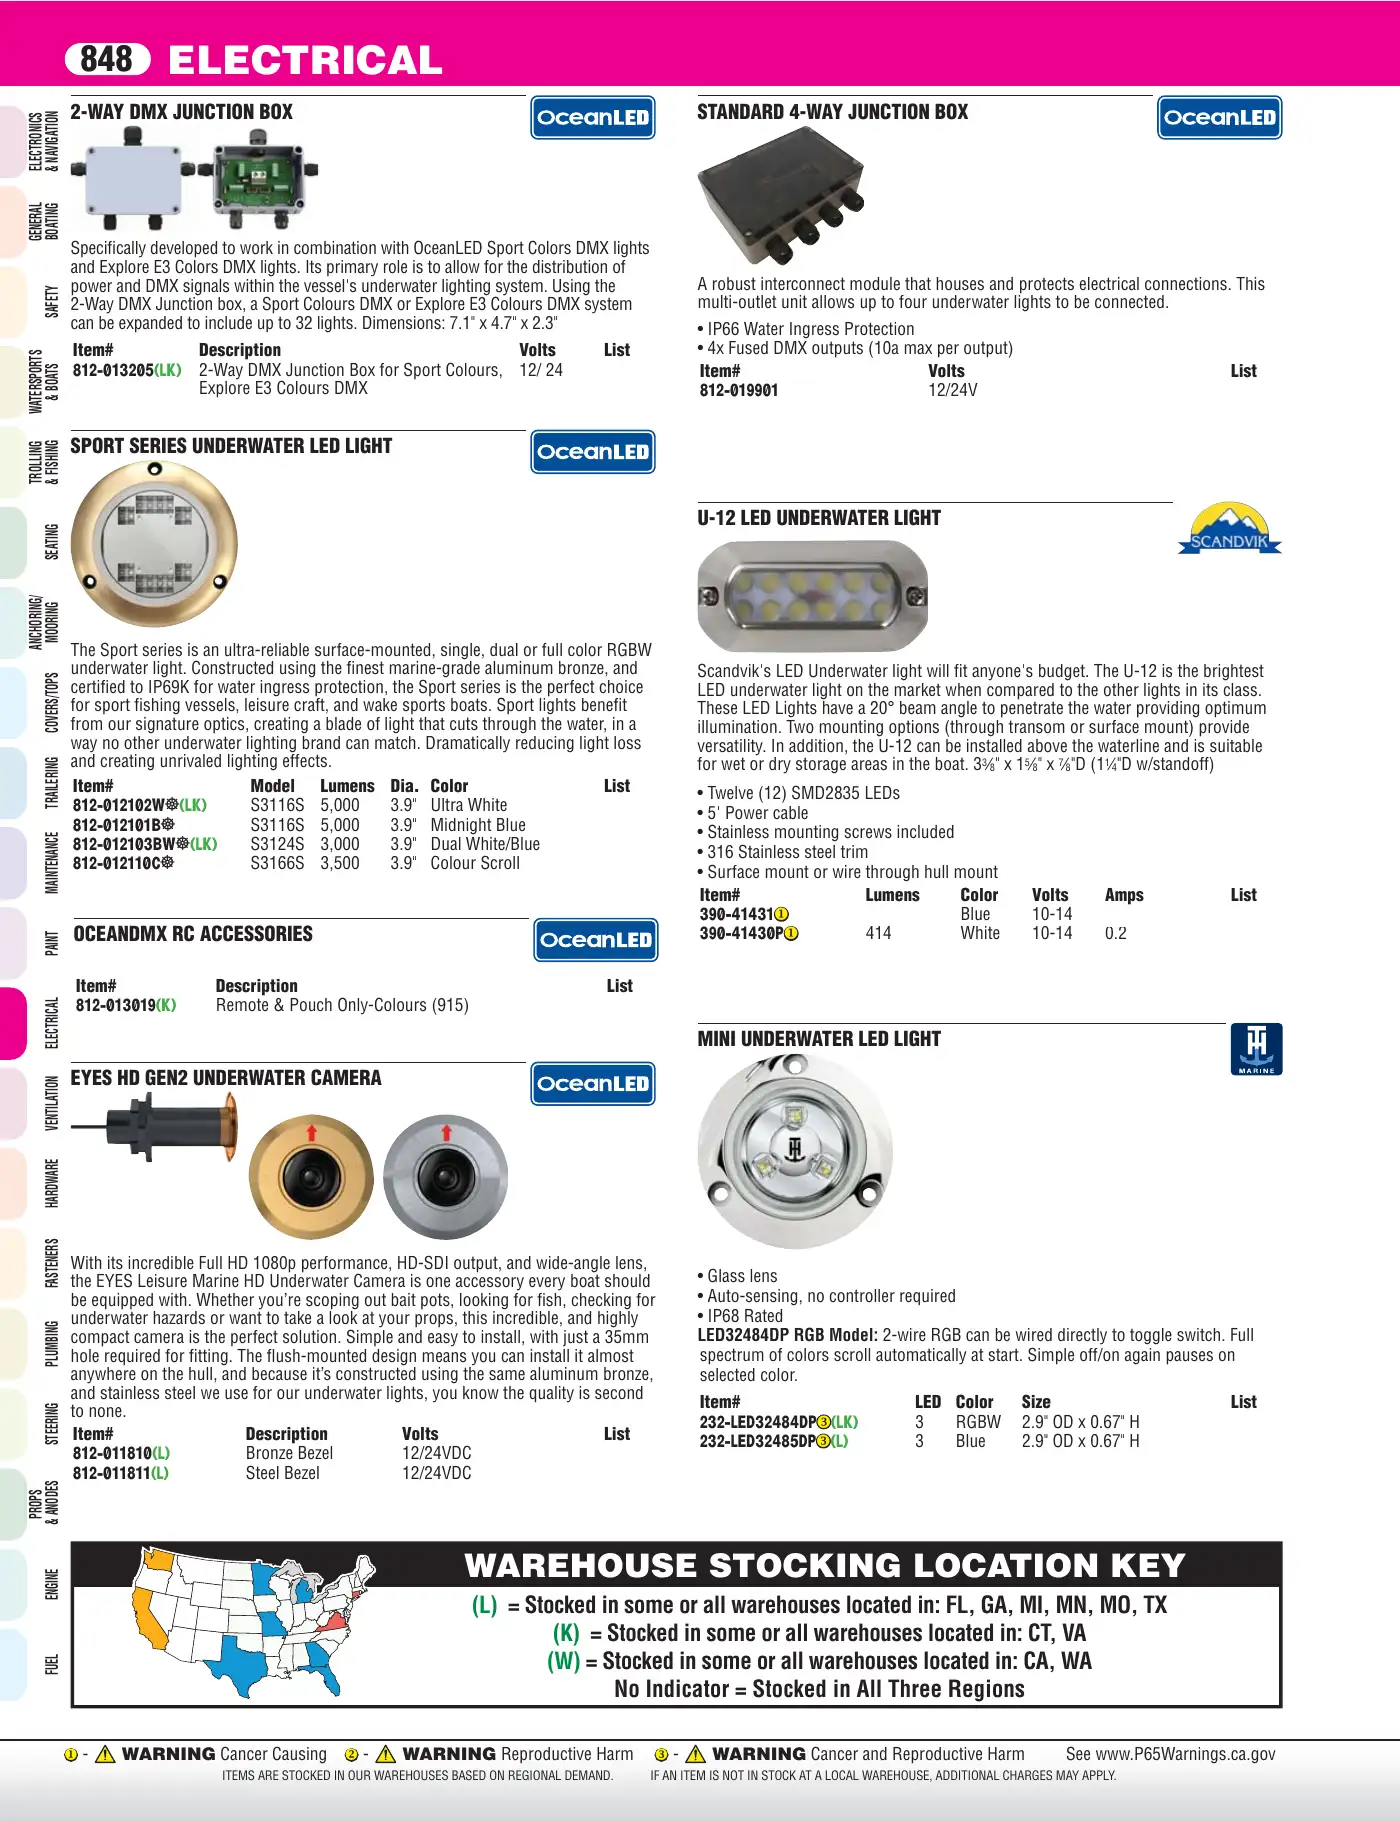 848 ELECTRICAL
ELECTRONICS
& NAVIGATION
GENERAL
BOATING
SAFETY
WATERSPORTS
& BOATS
TROLLING
& FISHING
SEATING
ANCHORING/
MOORING
COVERS/TOPS
TRAILERING
MAINTENANCE
PAINT
ELECTRICAL
VENTILATION
HARDWARE
FASTENERS
PLUMBING
STEERING
PROPS
& ANODES
ENGINE
FUEL
2-WAY DMX JUNCTION BOX
OceanLED
Specifically developed to work in combination with OceanLED Sport Colors DMX lights
and Explore E3 Colors DMX lights. Its primary role is to allow for the distribution of
power and DMX signals within the vessel's underwater lighting system. Using the
2-Way DMX Junction box, a Sport Colours DMX or Explore E3 Colours DMX system
can be expanded to include up to 32 lights. Dimensions: 7.1" x 4.7" x 2.3"
Item# Description Volts List
812-013205(LK) 2-Way DMX Junction Box for Sport Colours, 12/ 24
Explore E3 Colours DMX
SPORT SERIES UNDERWATER LED LIGHT
OceanLED
The Sport series is an ultra-reliable surface-mounted, single, dual or full color RGBW
underwater light. Constructed using the finest marine-grade aluminum bronze, and
certified to IP69K for water ingress protection, the Sport series is the perfect choice
for sport fishing vessels, leisure craft, and wake sports boats. Sport lights benefit
from our signature optics, creating a blade of light that cuts through the water, in a
way no other underwater lighting brand can match. Dramatically reducing light loss
and creating unrivaled lighting effects.
Item# Model Lumens Dia. Color List
812-012102W☸(LK) S3116S 5,000 3.9" Ultra White
812-012101B☸ S3116S 5,000 3.9" Midnight Blue
812-012103BW☸(LK) S3124S 3,000 3.9" Dual White/Blue
812-012110C☸ S3166S 3,500 3.9" Colour Scroll
OCEANDMX RC ACCESSORIES
OceanLED
Item# Description List
812-013019(K) Remote & Pouch Only-Colours (915)
EYES HD GEN2 UNDERWATER CAMERA
OceanLED
With its incredible Full HD 1080p performance, HD-SDI output, and wide-angle lens,
the EYES Leisure Marine HD Underwater Camera is one accessory every boat should
be equipped with. Whether you’re scoping out bait pots, looking for fish, checking for
underwater hazards or want to take a look at your props, this incredible, and highly
compact camera is the perfect solution. Simple and easy to install, with just a 35mm
hole required for fitting. The flush-mounted design means you can install it almost
anywhere on the hull, and because it’s constructed using the same aluminum bronze,
and stainless steel we use for our underwater lights, you know the quality is second
to none.
Item# Description Volts List
812-011810(L) Bronze Bezel 12/24VDC
812-011811(L) Steel Bezel 12/24VDC
STANDARD 4-WAY JUNCTION BOX
OceanLED
A robust interconnect module that houses and protects electrical connections. This
multi-outlet unit allows up to four underwater lights to be connected.
• IP66 Water Ingress Protection
• 4x Fused DMX outputs (10a max per output)
Item# Volts List
812-019901 12/24V
U-12 LED UNDERWATER LIGHT
SCANDVIK
Scandvik's LED Underwater light will fit anyone's budget. The U-12 is the brightest
LED underwater light on the market when compared to the other lights in its class.
These LED Lights have a 20° beam angle to penetrate the water providing optimum
illumination. Two mounting options (through transom or surface mount) provide
versatility. In addition, the U-12 can be installed above the waterline and is suitable
for wet or dry storage areas in the boat. 3⅜" x 1⅝" x ⅞"D (1¼"D w/standoff)
• Twelve (12) SMD2835 LEDs
• 5' Power cable
• Stainless mounting screws included
• 316 Stainless steel trim
• Surface mount or wire through hull mount
Item# Lumens Color Volts Amps List
390-41431① Blue 10-14
390-41430P① 414 White 10-14 0.2
MINI UNDERWATER LED LIGHT
TH MARINE
• Glass lens
• Auto-sensing, no controller required
• IP68 Rated
LED32484DP RGB Model: 2-wire RGB can be wired directly to toggle switch. Full
spectrum of colors scroll automatically at start. Simple off/on again pauses on
selected color.
Item# LED Color Size List
232-LED32484DP③(LK) 3 RGBW 2.9" OD x 0.67" H
232-LED32485DP③(L) 3 Blue 2.9" OD x 0.67" H
WAREHOUSE STOCKING LOCATION KEY
(L) = Stocked in some or all warehouses located in: FL, GA, MI, MN, MO, TX
(K) = Stocked in some or all warehouses located in: CT, VA
(W) = Stocked in some or all warehouses located in: CA, WA
No Indicator = Stocked in All Three Regions
① - ⚠ WARNING Cancer Causing ② - ⚠ WARNING Reproductive Harm ③ - ⚠ WARNING Cancer and Reproductive Harm See www.P65Warnings.ca.gov
ITEMS ARE STOCKED IN OUR WAREHOUSES BASED ON REGIONAL DEMAND. IF AN ITEM IS NOT IN STOCK AT A LOCAL WAREHOUSE, ADDITIONAL CHARGES MAY APPLY.